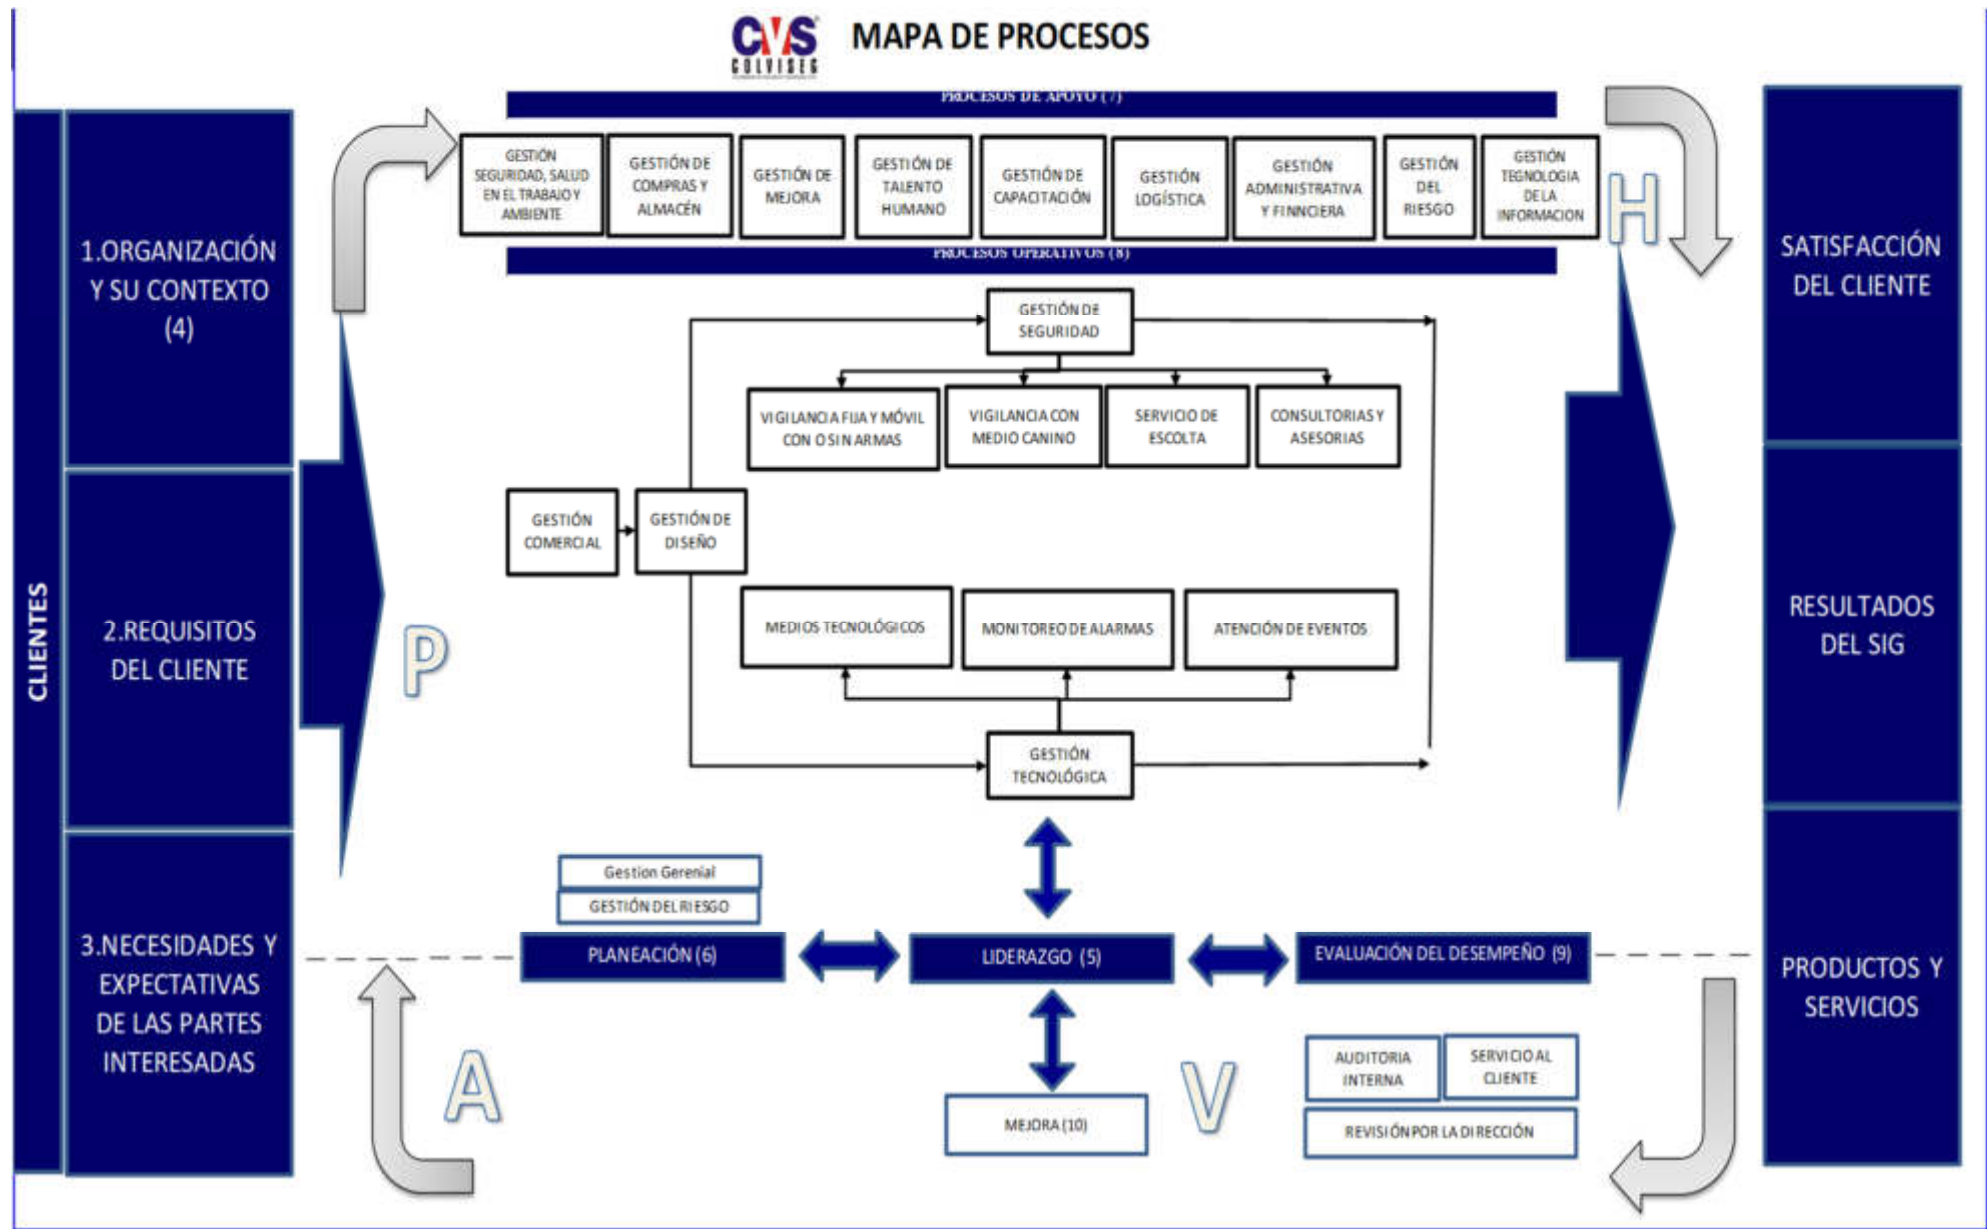 CVS
COLVISEG
MAPA DE PROCESOS
CLIENTES
1.ORGANIZACIÓN
Y SU CONTEXTO
(4)
2.REQUISITOS
DEL CLIENTE
3.NECESIDADES Y
EXPECTATIVAS
DE LAS PARTES
INTERESADAS
P
PROCESOS DE APOYO (7)
GESTIÓN
SEGURIDAD, SALUD
EN EL TRABAJO Y
AMBIENTE
GESTIÓN DE
COMPRAS Y
ALMACÉN
GESTIÓN DE
MEJORA
GESTIÓN DE
TALENTO
HUMANO
GESTIÓN DE
CAPACITACIÓN
GESTIÓN
LOGÍSTICA
GESTIÓN
ADMINISTRATIVA
Y FINNCIERA
GESTIÓN
DEL
RIESGO
GESTIÓN
TECNOLOGIA
DE LA
INFORMACION
H
PROCESOS OPERATIVOS (8)
GESTIÓN DE
SEGURIDAD
VIGILANCIA FIJA Y MÓVIL
CON O SIN ARMAS
VIGILANCIA CON
MEDIO CANINO
SERVICIO DE
ESCOLTA
CONSULTORIAS Y
ASESORIAS
GESTIÓN
COMERCIAL
GESTIÓN DE
DISEÑO
MEDIOS TECNOLÓGICOS
MONITOREO DE ALARMAS
ATENCIÓN DE EVENTOS
GESTIÓN
TECNOLÓGICA
Gestion Gerenial
GESTIÓN DEL RIESGO
PLANEACIÓN (6)
LIDERAZGO (5)
EVALUACIÓN DEL DESEMPEÑO (9)
A
MEJORA (10)
V
AUDITORIA
INTERNA
SERVICIO AL
CLIENTE
REVISIÓN POR LA DIRECCIÓN
SATISFACCIÓN
DEL CLIENTE
RESULTADOS
DEL SIG
PRODUCTOS Y
SERVICIOS